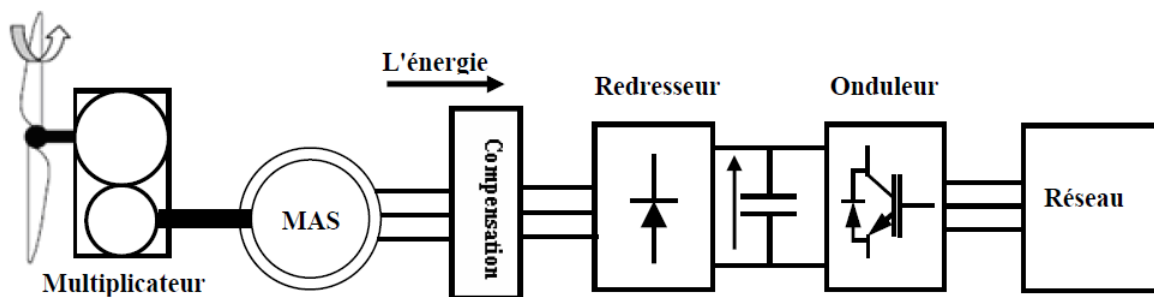 L'énergie
Redresseur
Onduleur
Compensation
MAS
Réseau
Multiplicateur